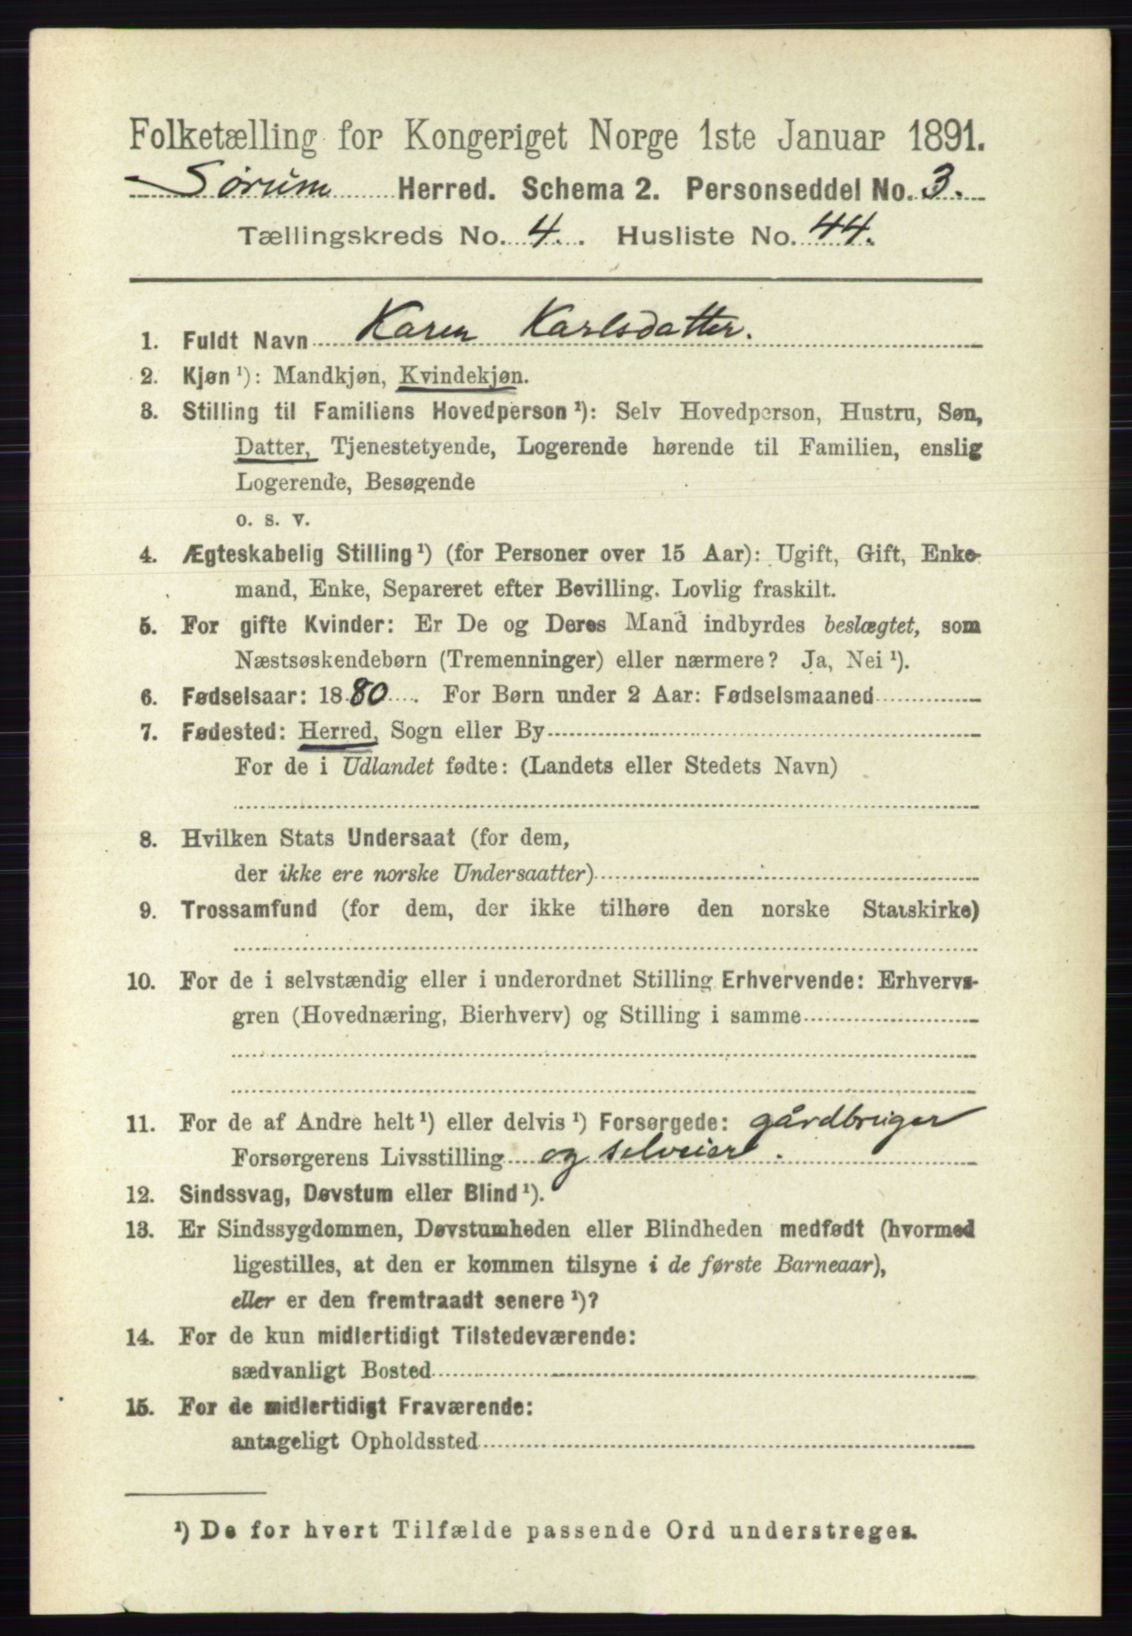 Folketælling for Kongeriget Norge 1ste Januar 1891.
Sørum Herred. Schema 2. Personseddel No. 3.
Tællingskreds No. 4. Husliste No. 44.
1. Fuldt Navn Karen Karlsdatter.
2. Kjøn ¹): Mandkjøn, Kvindekjøn.
3. Stilling til Familiens Hovedperson ¹): Selv Hovedperson, Hustru, Søn,
Datter, Tjenestetyende, Logerende hørende til Familien, enslig
Logerende, Besøgende
o. s. v.
4. Ægteskabelig Stilling ¹) (for Personer over 15 Aar): Ugift, Gift, Enke-
mand, Enke, Separeret efter Bevilling. Lovlig fraskilt.
5. For gifte Kvinder: Er De og Deres Mand indbyrdes beslægtet, som
Næstsøskendebørn (Tremenninger) eller nærmere? Ja, Nei ¹).
6. Fødselsaar: 1880. For Børn under 2 Aar: Fødselsmaaned
7. Fødested: Herred, Sogn eller By
For de i Udlandet fødte: (Landets eller Stedets Navn)
8. Hvilken Stats Undersaat (for dem,
der ikke ere norske Undersaatter)
9. Trossamfund (for dem, der ikke tilhøre den norske Statskirke)
10. For de i selvstændig eller i underordnet Stilling Erhvervende: Erhvervs-
gren (Hovednæring, Bierhverv) og Stilling i samme
11. For de af Andre helt ¹) eller delvis ¹) Forsørgede: gårdbruger
Forsørgerens Livsstilling og selveier.
12. Sindssvag, Døvstum eller Blind ¹).
13. Er Sindssygdommen, Døvstumheden eller Blindheden medfødt (hvormed
ligestilles, at den er kommen tilsyne i de første Barneaar),
eller er den fremtraadt senere ¹)?
14. For de kun midlertidigt Tilstedeværende:
sædvanligt Bosted
15. For de midlertidigt Fraværende:
antageligt Opholdssted
¹) De for hvert Tilfælde passende Ord understreges.